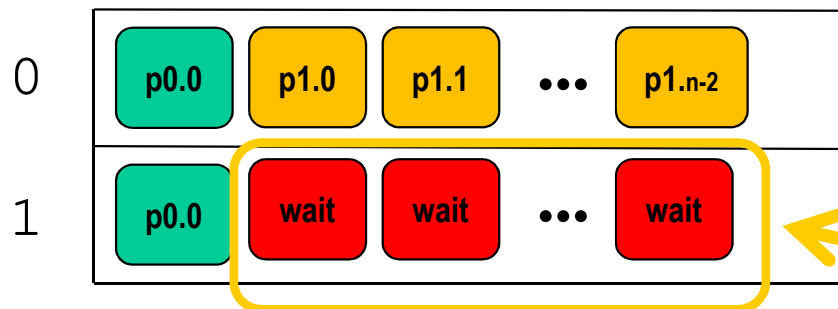 0 p0.0 p1.0 p1.1 ••• p1.n-2
1 p0.0 wait wait ••• wait